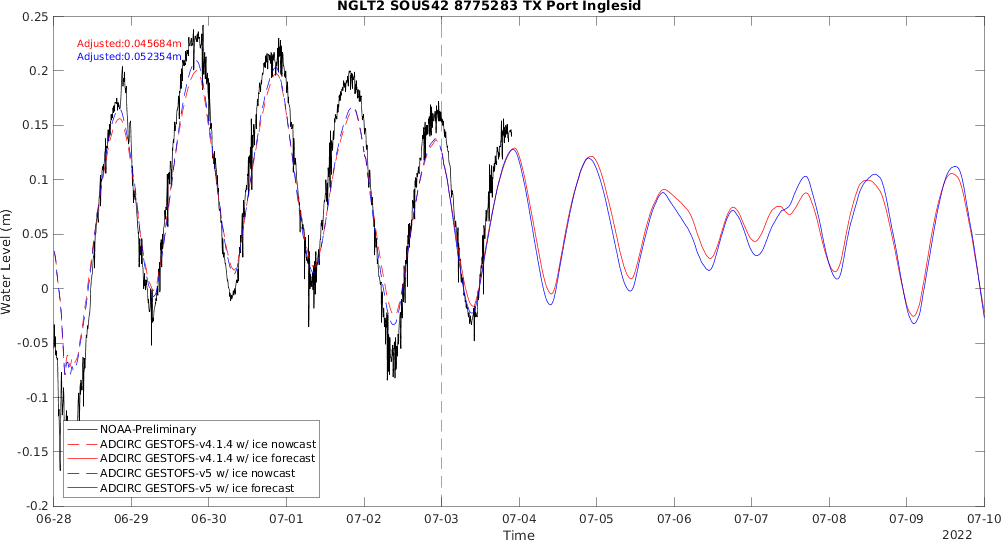 NGLT2 SOUS42 8775283 TX Port Inglesid
Adjusted:0.045684m
Adjusted:0.052354m
Water Level (m)
0.25
0.2
0.15
0.1
0.05
0
-0.05
-0.1
-0.15
-0.2
NOAA-Preliminary
ADCIRC GESTOFS-v4.1.4 w/ ice nowcast
ADCIRC GESTOFS-v4.1.4 w/ ice forecast
ADCIRC GESTOFS-v5 w/ ice nowcast
ADCIRC GESTOFS-v5 w/ ice forecast
06-28 06-29 06-30 07-01 07-02 07-03 07-04 07-05 07-06 07-07 07-08 07-09 07-10
Time
2022